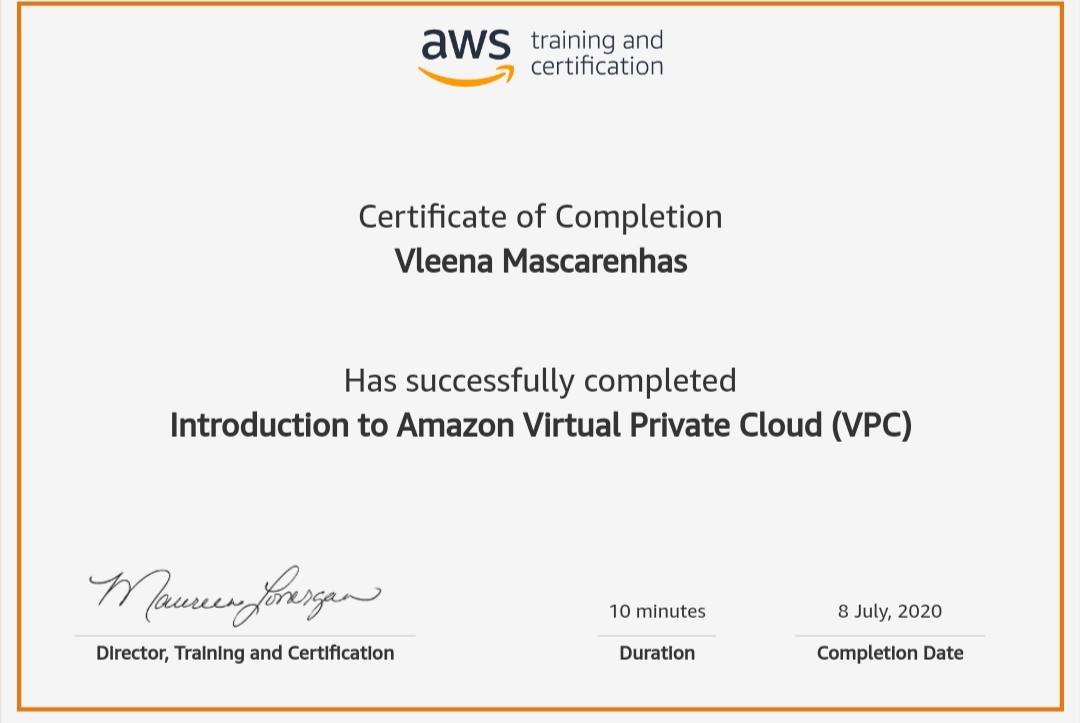 aws training and
certification
Certificate of Completion
Vleena Mascarenhas
Has successfully completed
Introduction to Amazon Virtual Private Cloud (VPC)
Maureen Lonergan
10 minutes
8 July, 2020
Director, Training and Certification
Duration
Completion Date